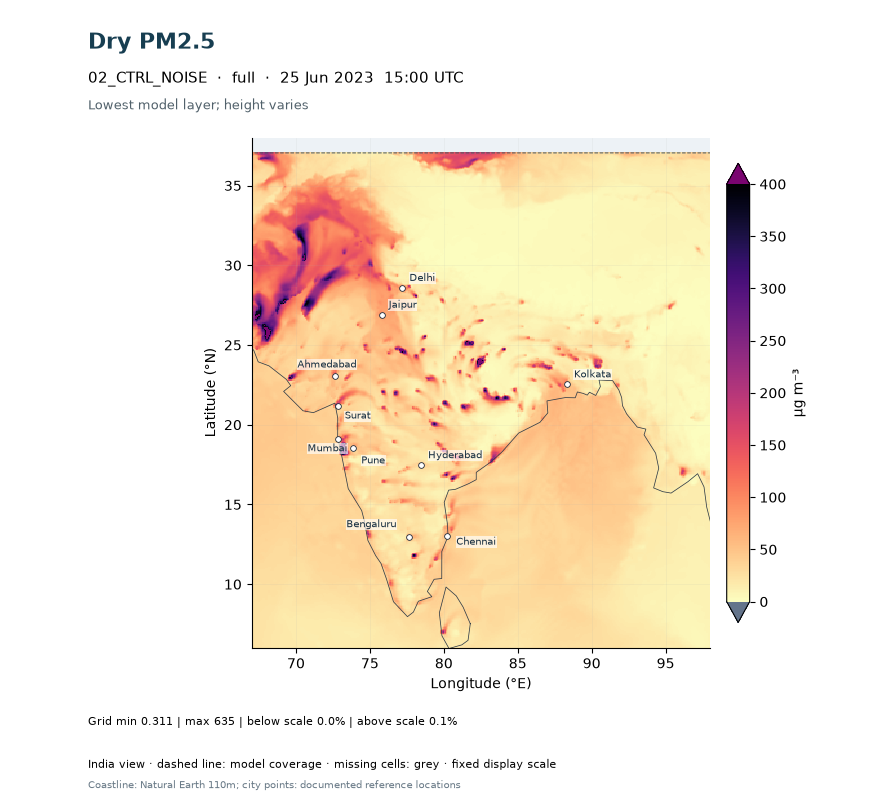 Dry PM2.5
02_CTRL_NOISE · full · 25 Jun 2023 15:00 UTC
Lowest model layer; height varies
35
30
25
20
15
10
Latitude (°N)
70
75
80
85
90
95
Longitude (°E)
Delhi
Jaipur
Ahmedabad
Kolkata
Surat
Mumbai
Pune
Hyderabad
Bengaluru
Chennai
400
350
300
250
200
150
100
50
0
µg m⁻³
Grid min 0.311 | max 635 | below scale 0.0% | above scale 0.1%
India view · dashed line: model coverage · missing cells: grey · fixed display scale
Coastline: Natural Earth 110m; city points: documented reference locations